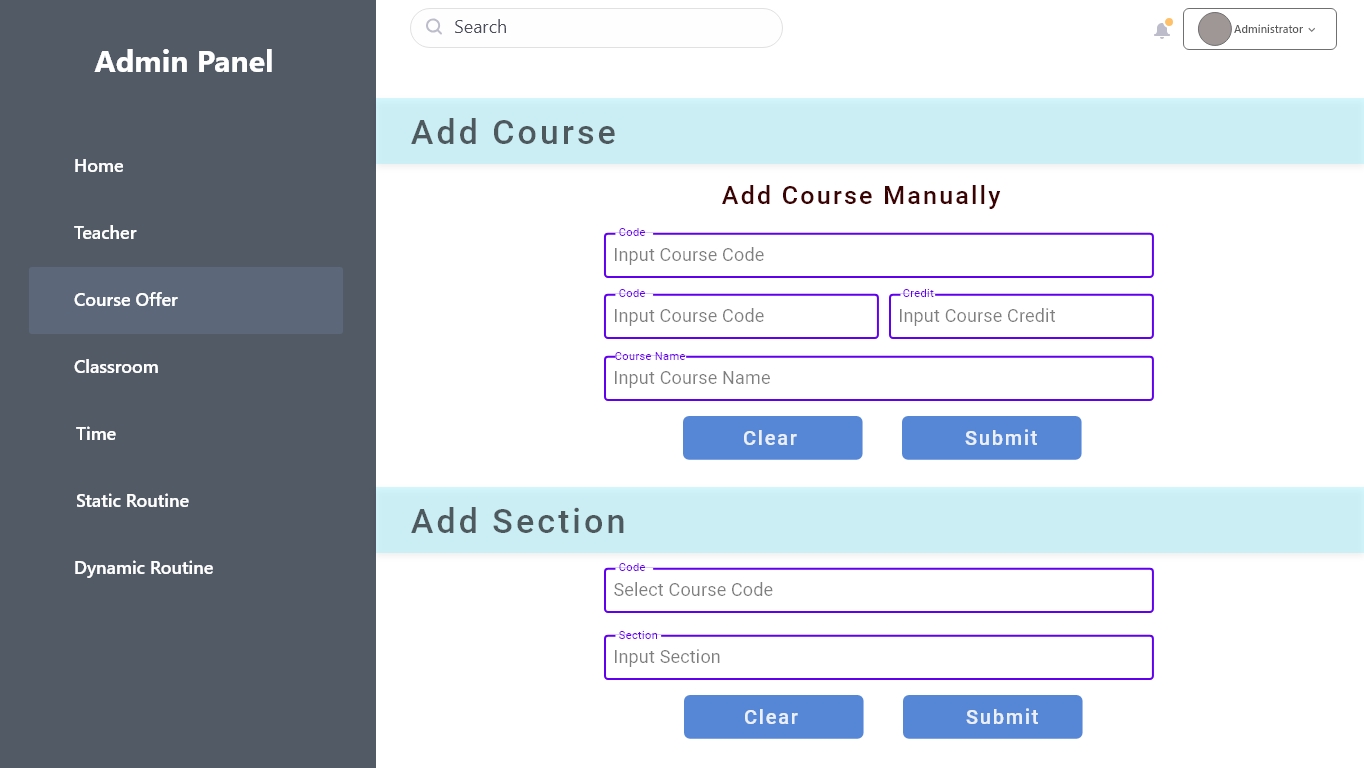 Admin Panel
Home
Teacher
Course Offer
Classroom
Time
Static Routine
Dynamic Routine
Search
Administrator
Add Course
Add Course Manually
Code
Input Course Code
Code
Input Course Code
Credit
Input Course Credit
Course Name
Input Course Name
Clear
Submit
Add Section
Code
Select Course Code
Section
Input Section
Clear
Submit